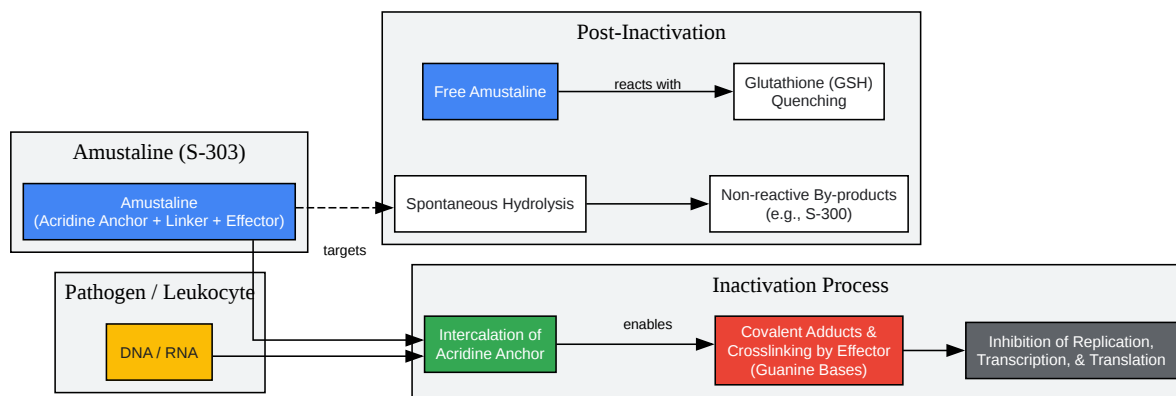 Post-Inactivation
Free Amustaline
reacts with
Glutathione (GSH)
Quenching
Amustaline (S-303)
Amustaline
(Acridine Anchor + Linker + Effector)
Spontaneous Hydrolysis
Non-reactive By-products
(e.g., S-300)
targets
Pathogen / Leukocyte
DNA / RNA
Inactivation Process
Intercalation of
Acridine Anchor
enables
Covalent Adducts &
Crosslinking by Effector
(Guanine Bases)
Inhibition of Replication,
Transcription, & Translation